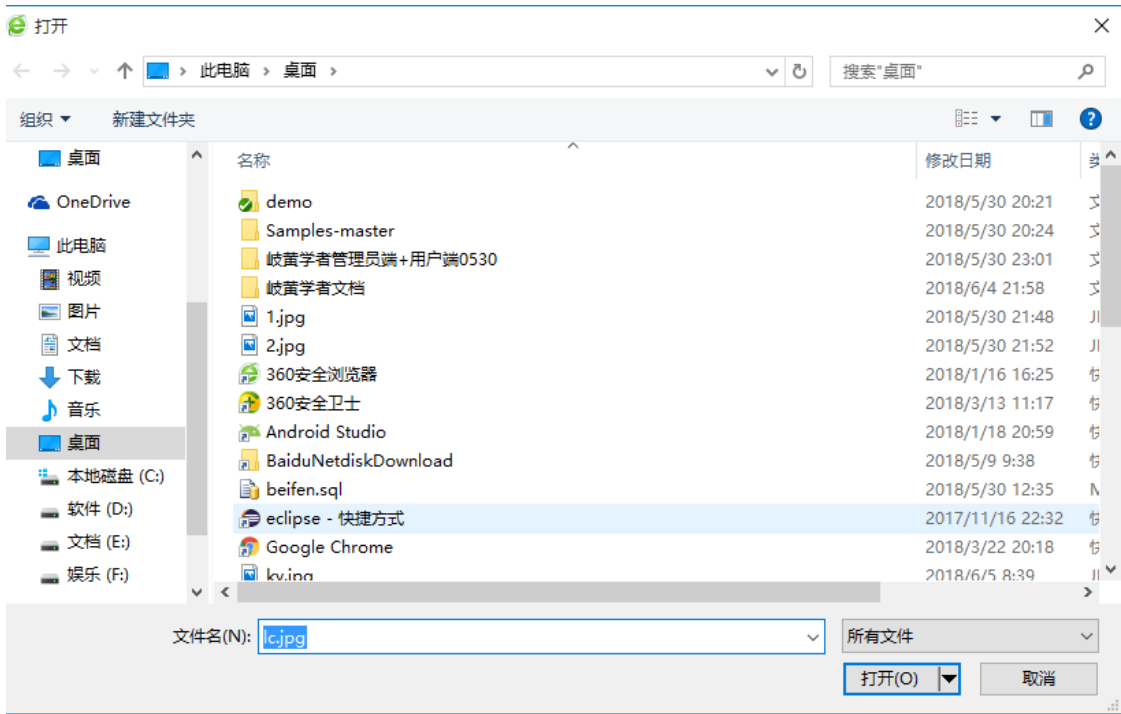 打开
此电脑 > 桌面 >
搜索"桌面"
组织
新建文件夹
桌面
OneDrive
此电脑
视频
图片
文档
下载
音乐
桌面
本地磁盘 (C:)
软件 (D:)
文档 (E:)
娱乐 (F:)
名称 修改日期
demo 2018/5/30 20:21
Samples-master 2018/5/30 20:24
岐黄学者管理员端+用户端0530 2018/5/30 23:01
岐黄学者文档 2018/6/4 21:58
1.jpg 2018/5/30 21:48
2.jpg 2018/5/30 21:52
360安全浏览器 2018/1/16 16:25
360安全卫士 2018/3/13 11:17
Android Studio 2018/1/18 20:59
BaiduNetdiskDownload 2018/5/9 9:38
beifen.sql 2018/5/30 12:35
eclipse - 快捷方式 2017/11/16 22:32
Google Chrome 2018/3/22 20:18
2018/6/5 8:39
文件名(N): lc.jpg
所有文件
打开(O)
取消